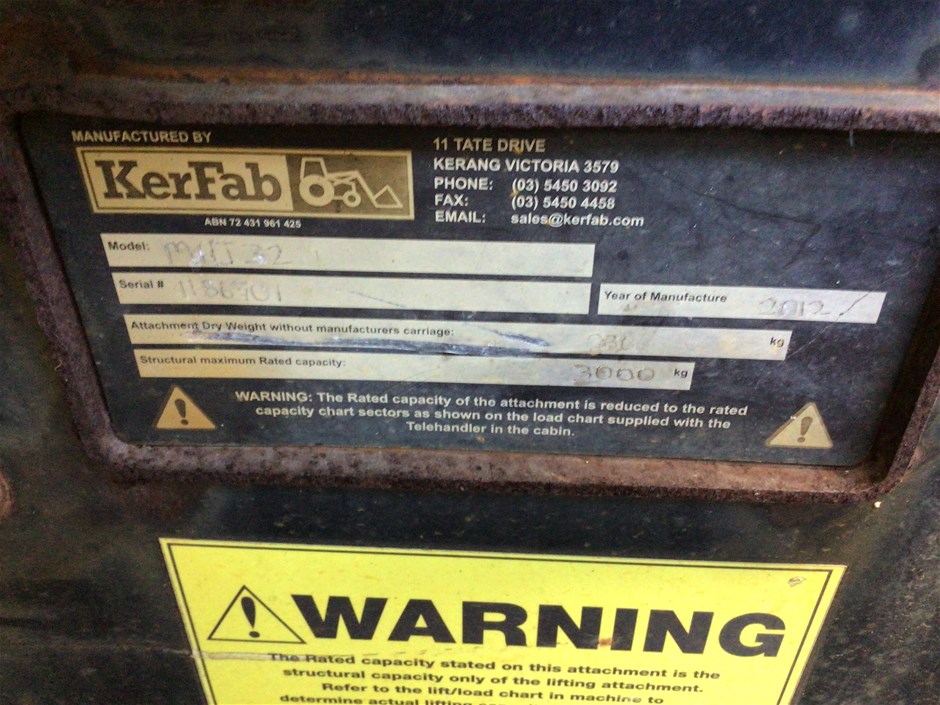 MANUFACTURED BY
KerFab
ABN 72 431 961 425
11 TATE DRIVE
KERANG VICTORIA 3579
PHONE: (03) 5450 3092
FAX: (03) 5450 4458
EMAIL: sales@kerfab.com
Model:
Serial #
Year of Manufacture 2012
Attachment Dry Weight without manufacturers carriage: kg
Structural maximum Rated capacity: 3000 kg
WARNING: The Rated capacity of the attachment is reduced to the rated
capacity chart sectors as shown on the load chart supplied with the
Telehandler in the cabin.
WARNING
The Rated capacity stated on this attachment is the
structural capacity only of the lifting attachment.
Refer to the lift/load chart in machine to
determine actual lifting